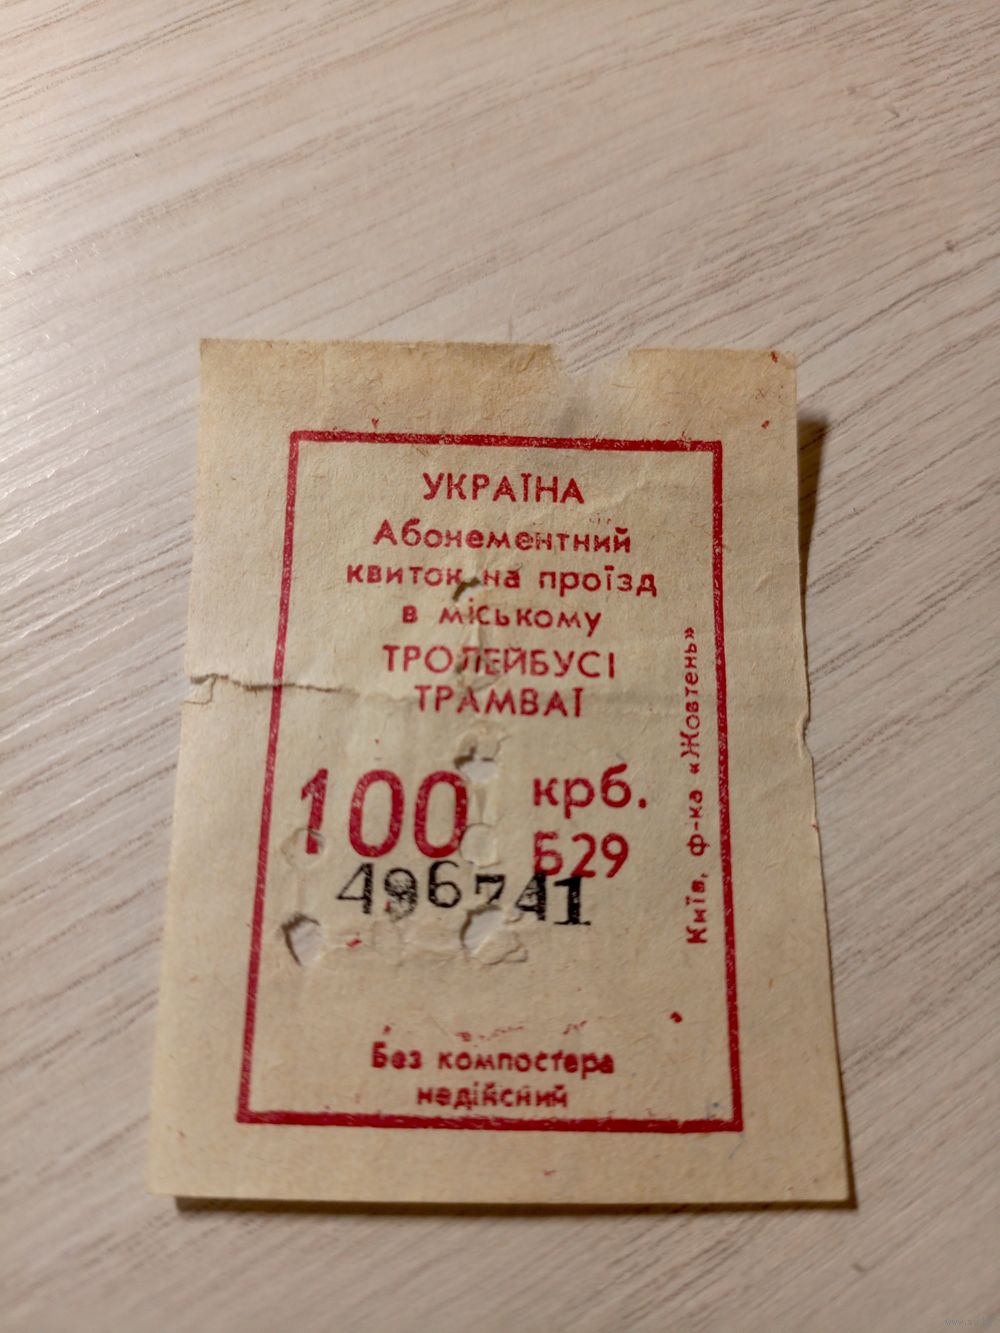 УКРАЇНА
Абонементний
квиток на проїзд
в міському
ТРОЛЕЙБУСІ
ТРАМВАЇ
100 крб.
Б29
496741
Київ, ф-ка «Жовтень»
Без компостера
недійсний